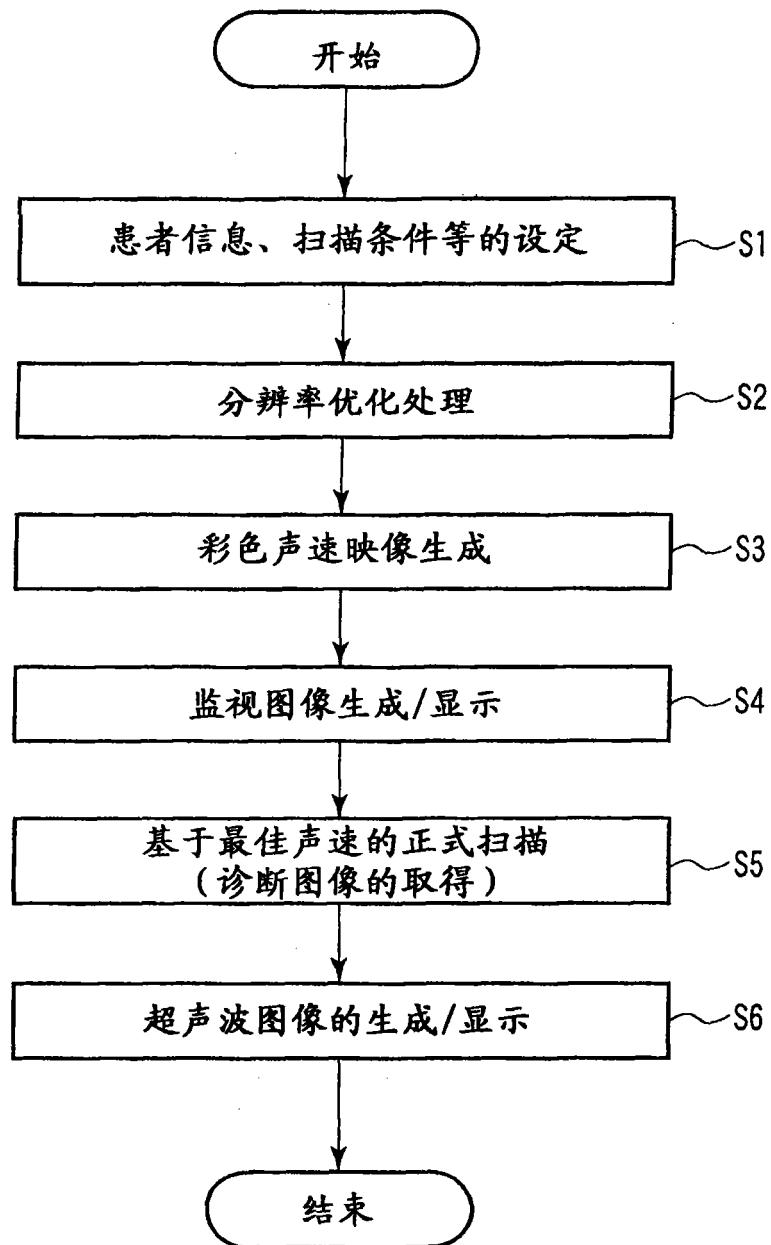 开始
患者信息、扫描条件等的设定
S1
分辨率优化处理
S2
彩色声速映像生成
S3
监视图像生成/显示
S4
基于最佳声速的正式扫描
(诊断图像的取得)
S5
超声波图像的生成/显示
S6
结束